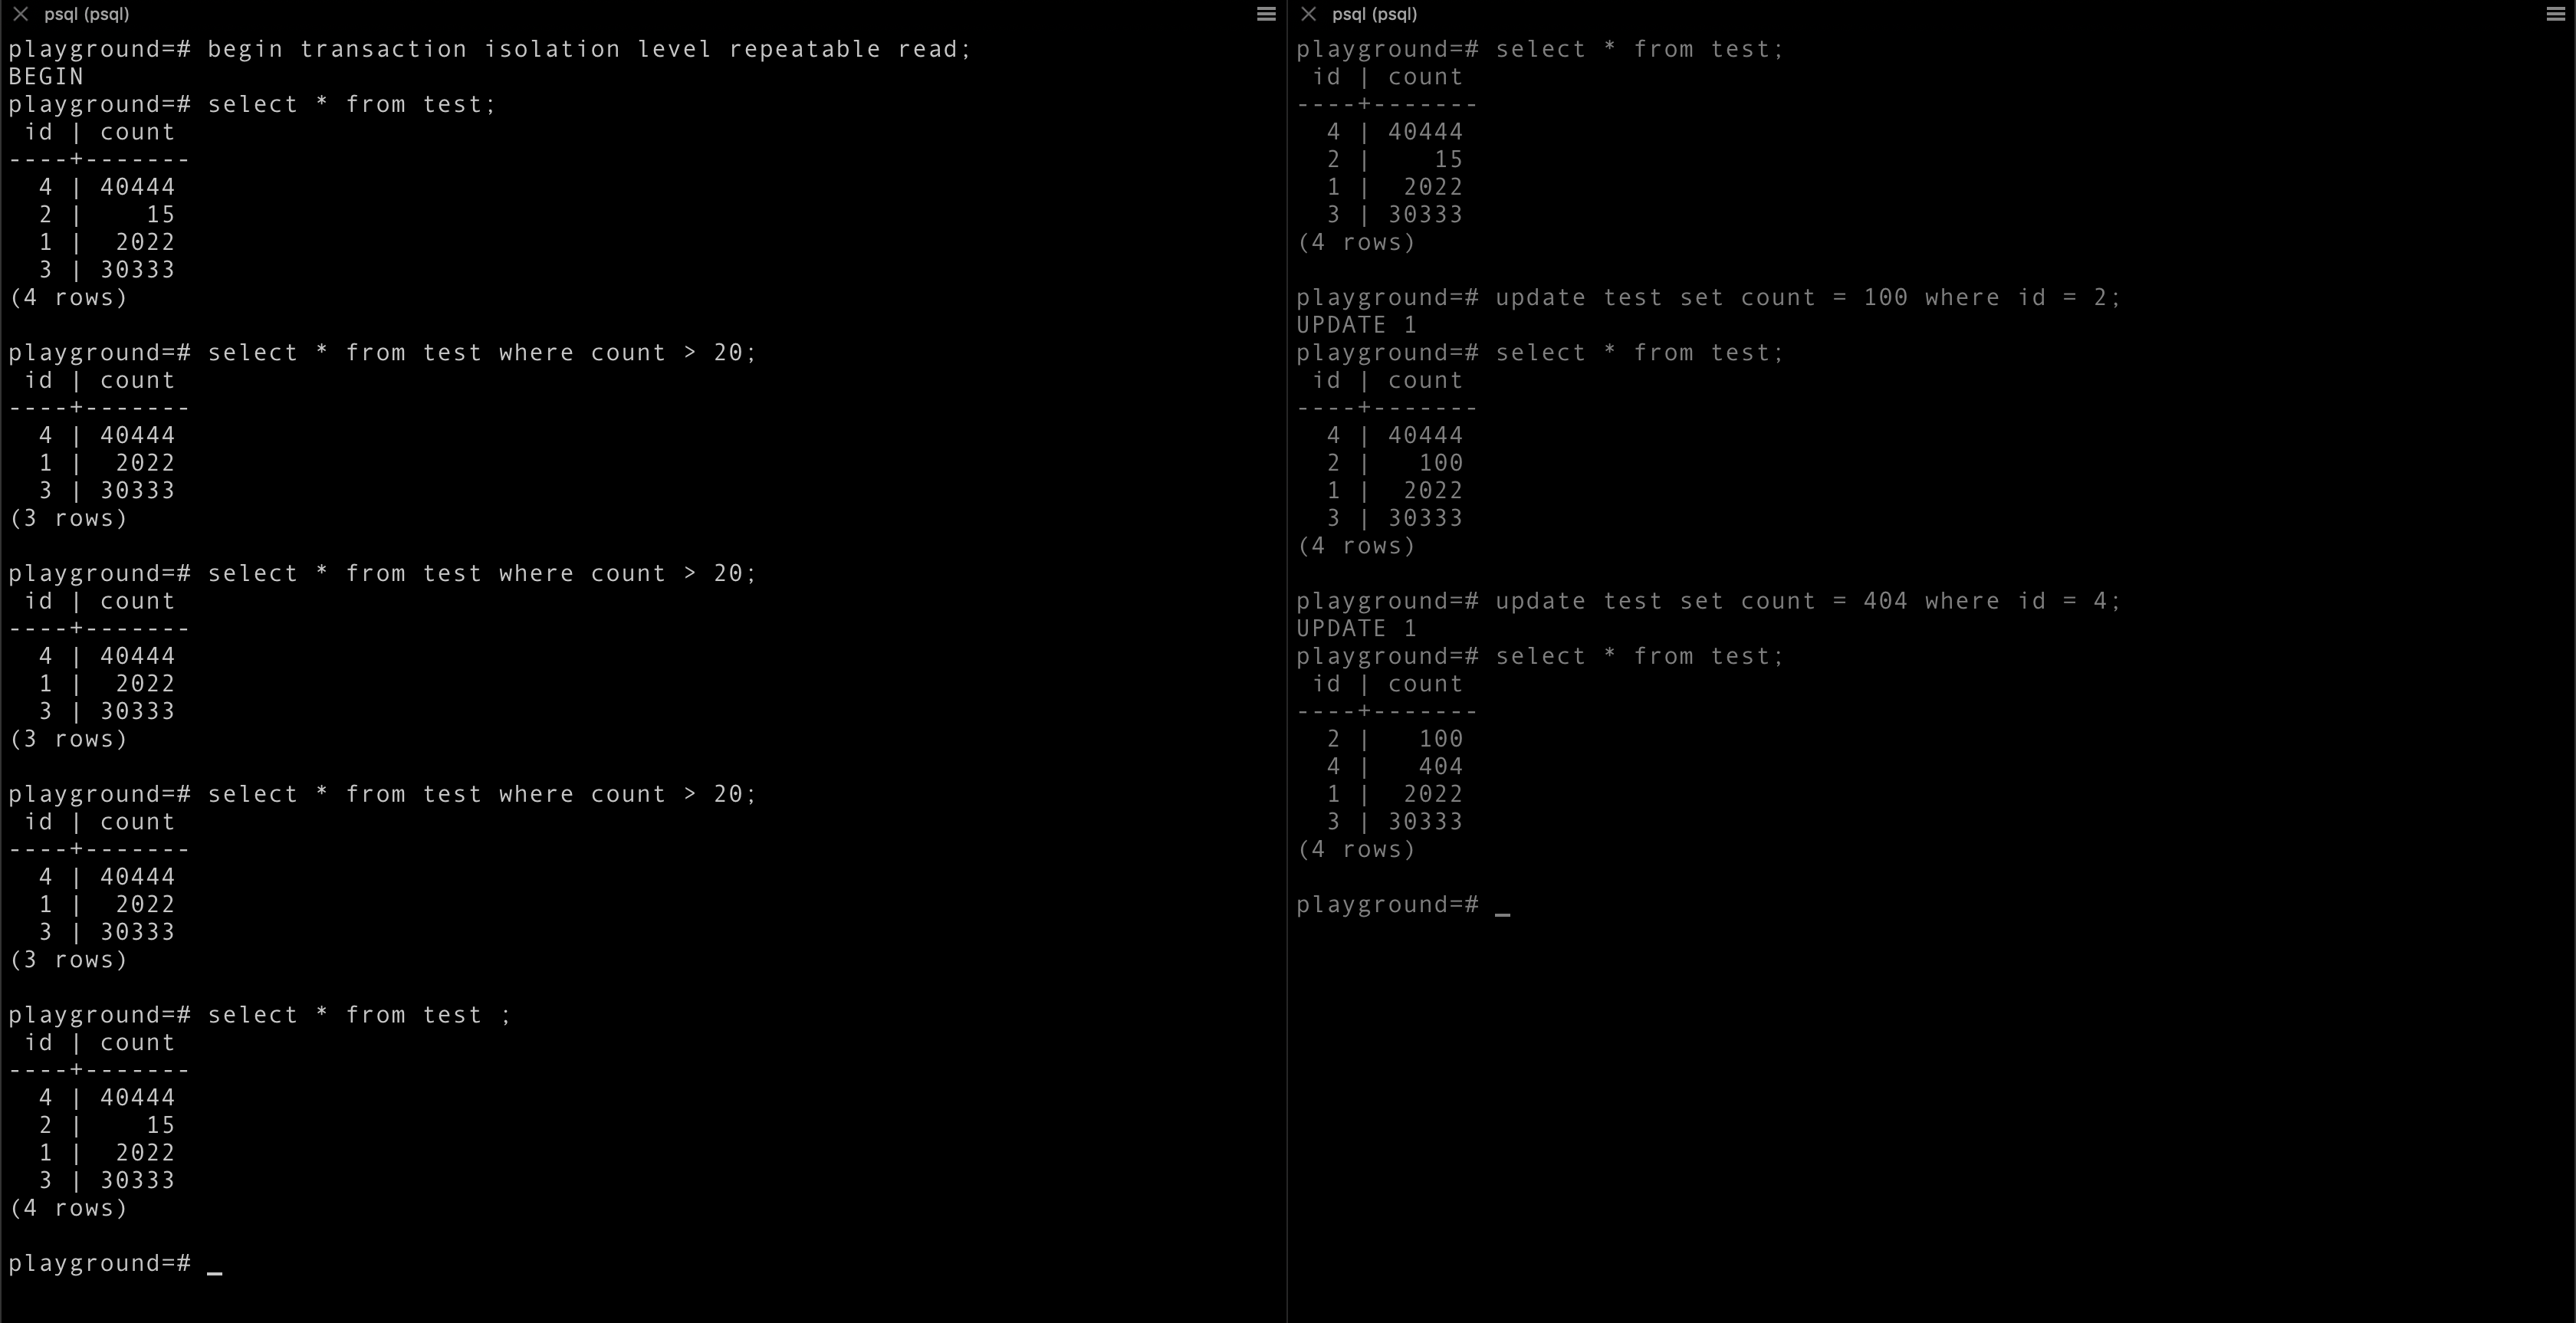 psql (psql)
playground=# begin transaction isolation level repeatable read;
BEGIN
playground=# select * from test;
 id | count
----+-------
  4 | 40444
  2 |    15
  1 |  2022
  3 | 30333
(4 rows)

playground=# select * from test where count > 20;
 id | count
----+-------
  4 | 40444
  1 |  2022
  3 | 30333
(3 rows)

playground=# select * from test where count > 20;
 id | count
----+-------
  4 | 40444
  1 |  2022
  3 | 30333
(3 rows)

playground=# select * from test where count > 20;
 id | count
----+-------
  4 | 40444
  1 |  2022
  3 | 30333
(3 rows)

playground=# select * from test ;
 id | count
----+-------
  4 | 40444
  2 |    15
  1 |  2022
  3 | 30333
(4 rows)

playground=# _
psql (psql)
playground=# select * from test;
 id | count
----+-------
  4 | 40444
  2 |    15
  1 |  2022
  3 | 30333
(4 rows)

playground=# update test set count = 100 where id = 2;
UPDATE 1
playground=# select * from test;
 id | count
----+-------
  4 | 40444
  2 |   100
  1 |  2022
  3 | 30333
(4 rows)

playground=# update test set count = 404 where id = 4;
UPDATE 1
playground=# select * from test;
 id | count
----+-------
  2 |   100
  4 |   404
  1 |  2022
  3 | 30333
(4 rows)

playground=# _